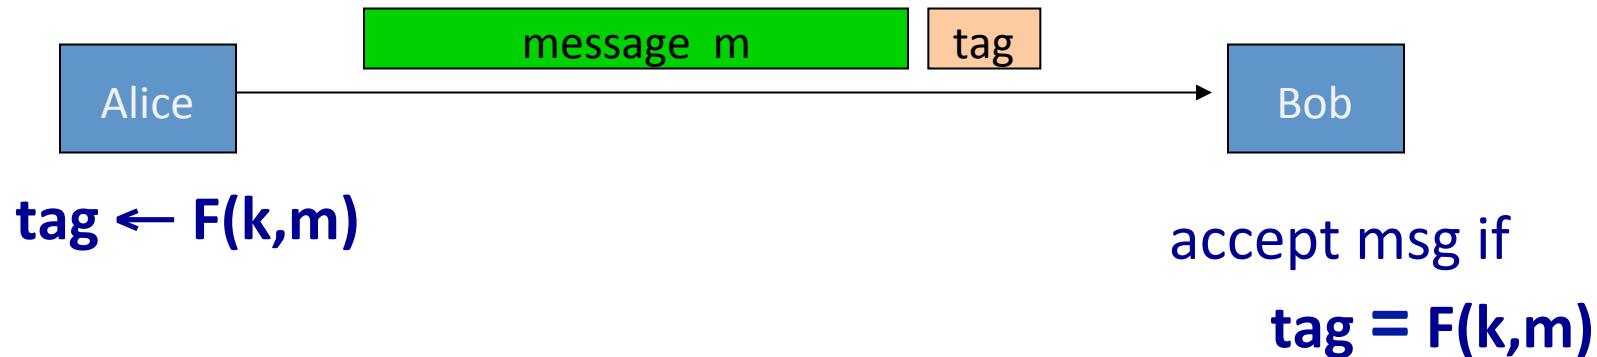 message m
tag
Alice
Bob
tag ← F(k,m)
accept msg if
tag = F(k,m)